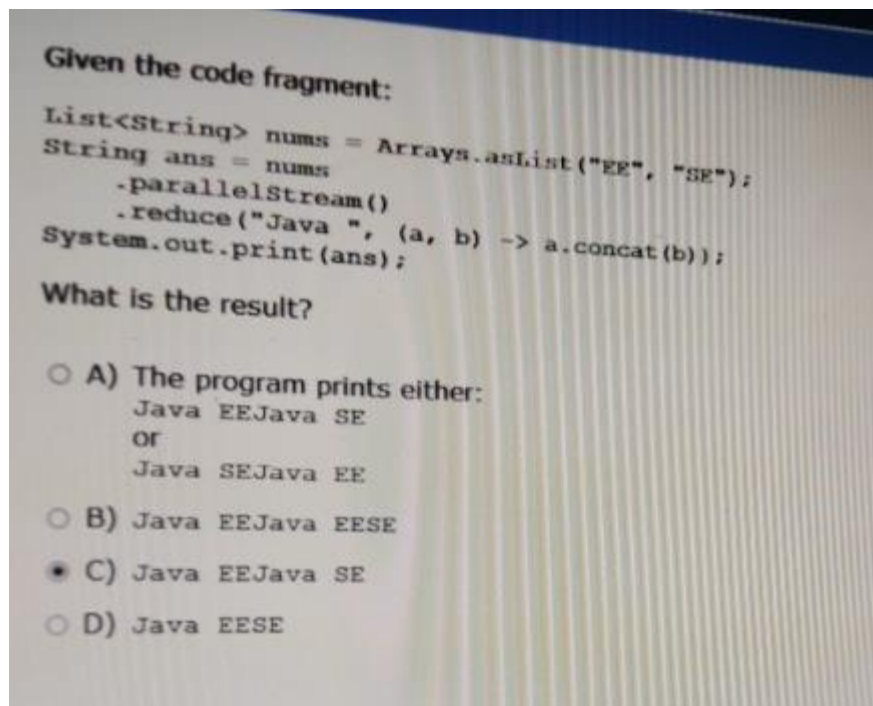 Given the code fragment:
List<String> nums = Arrays.asList("EE", "SE");
String ans = nums
.parallelStream()
.reduce("Java ", (a, b) -> a.concat(b));
System.out.print(ans);
What is the result?
A) The program prints either:
Java EEJava SE
or
Java SEJava EE
B) Java EEJava EESE
C) Java EEJava SE
D) Java EESE